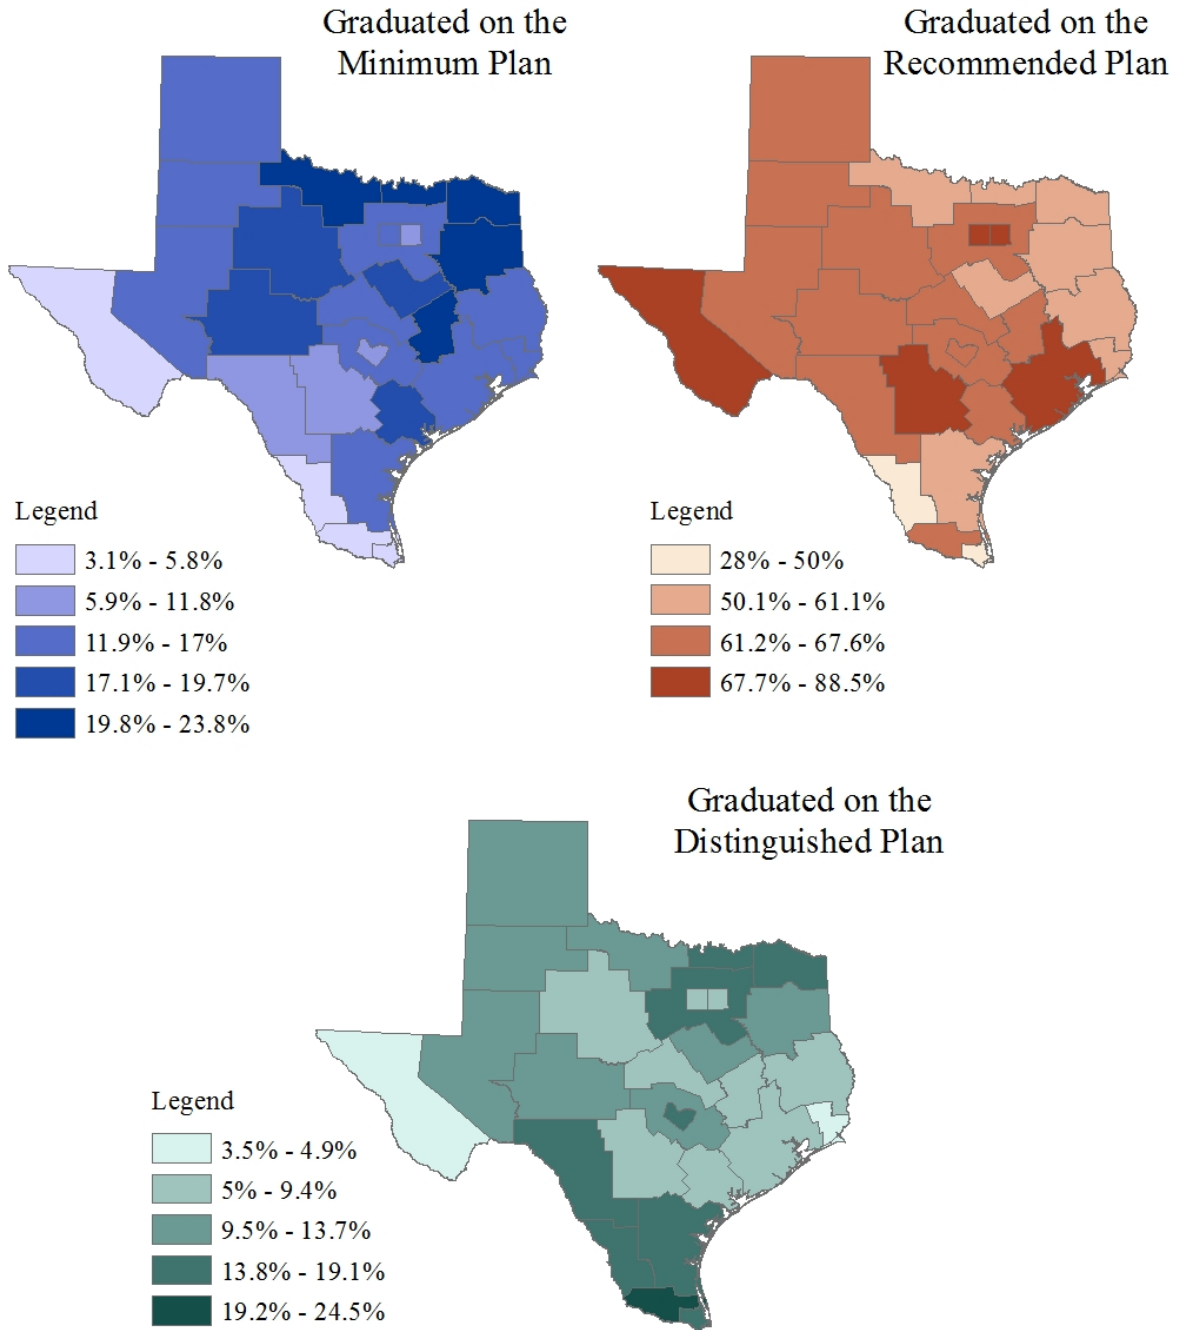 Graduated on the
Minimum Plan
Graduated on the
Recommended Plan
Legend
3.1% - 5.8%
5.9% - 11.8%
11.9% - 17%
17.1% - 19.7%
19.8% - 23.8%
Legend
28% - 50%
50.1% - 61.1%
61.2% - 67.6%
67.7% - 88.5%
Graduated on the
Distinguished Plan
Legend
3.5% - 4.9%
5% - 9.4%
9.5% - 13.7%
13.8% - 19.1%
19.2% - 24.5%